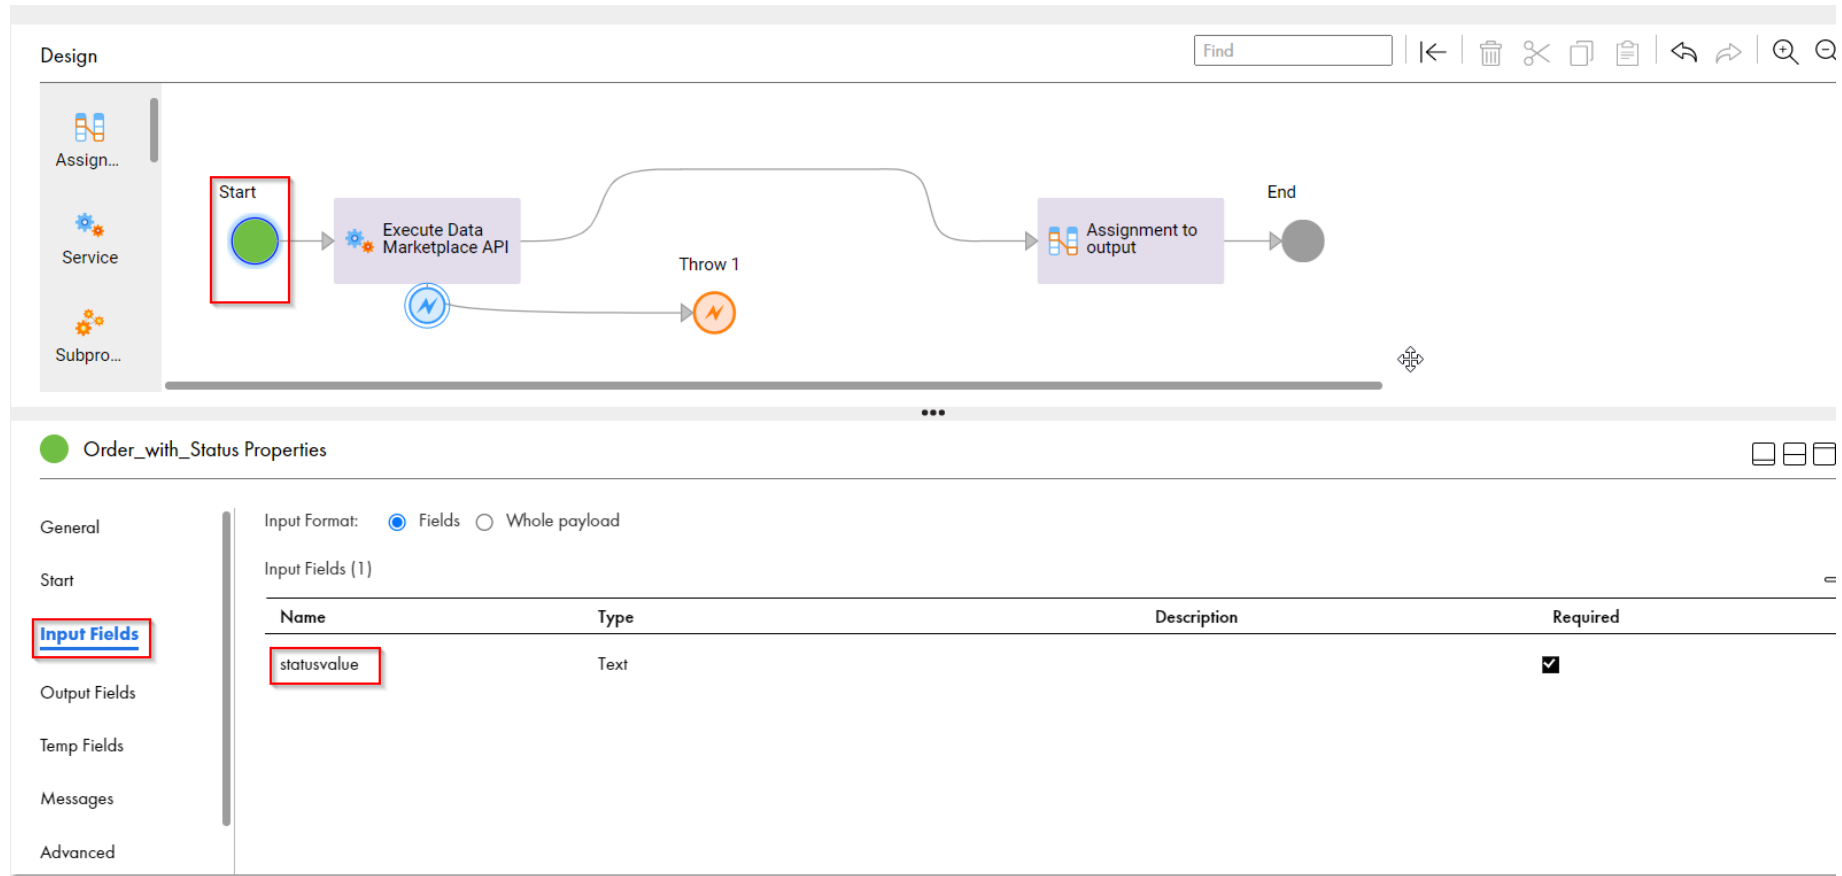 Design
Find
Assign...
Service
Subpro...
Start
Execute Data
Marketplace API
Throw 1
Assignment to
output
End
Order_with_Status Properties
General
Start
Input Fields
Output Fields
Temp Fields
Messages
Advanced
Input Format: Fields Whole payload
Input Fields (1)
Name Type Description Required
statusvalue Text